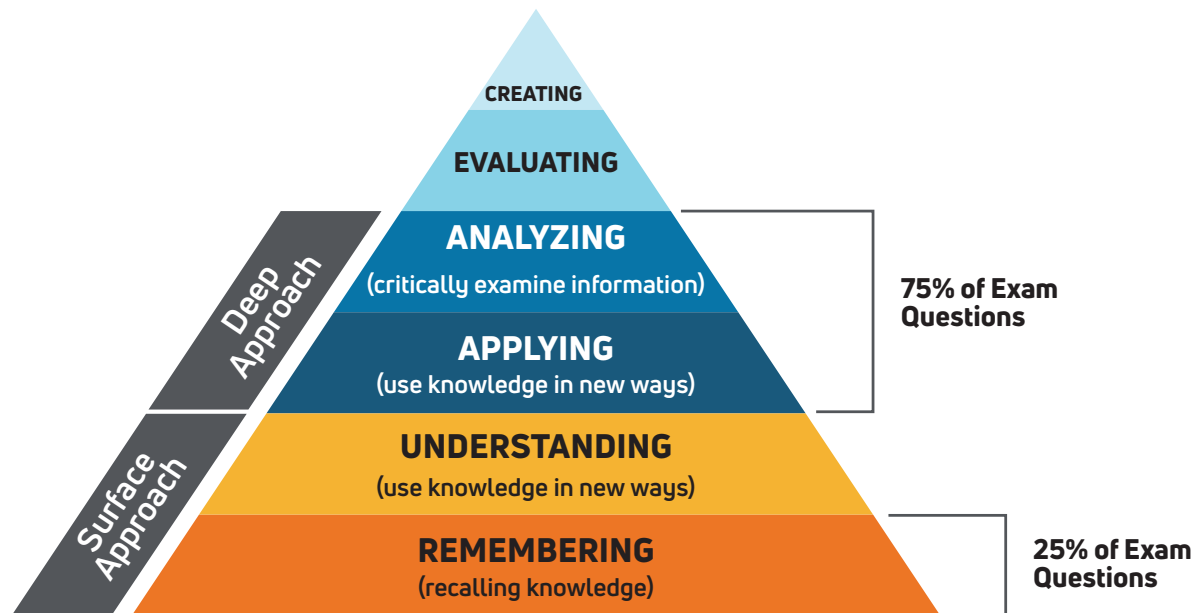 CREATING
EVALUATING
ANALYZING
(critically examine information)
APPLYING
(use knowledge in new ways)
UNDERSTANDING
(use knowledge in new ways)
REMEMBERING
(recalling knowledge)
Deep
Approach
Surface
Approach
75% of Exam
Questions
25% of Exam
Questions